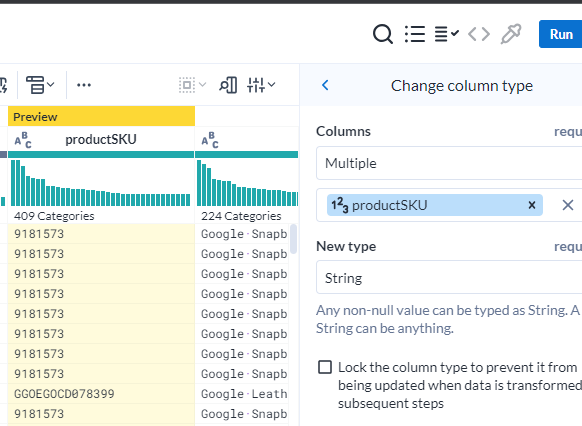 Run
Change column type
Preview
ABC productSKU
ABC
409 Categories
224 Categories
9181573 Google·Snapb
9181573 Google·Snapb
9181573 Google·Snapb
9181573 Google·Snapb
9181573 Google·Snapb
9181573 Google·Snapb
9181573 Google·Snapb
9181573 Google·Snapb
GGOEGOCD078399 Google·Leath
9181573 Google·Snapb
Columns requ
Multiple
123 productSKU × ×
New type requ
String
Any non-null value can be typed as String. A
String can be anything.
Lock the column type to prevent it from
being updated when data is transformed
subsequent steps